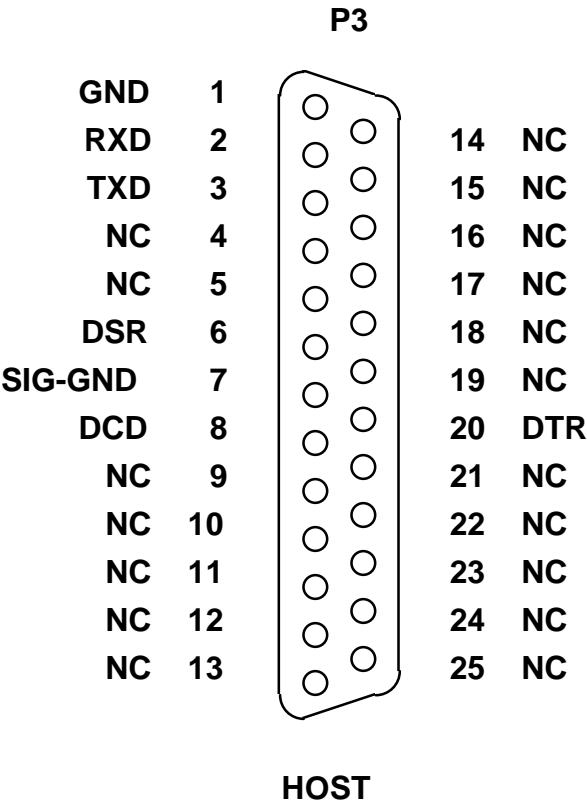 P3
GND 1
RXD 2 14 NC
TXD 3 15 NC
NC 4 16 NC
NC 5 17 NC
DSR 6 18 NC
SIG-GND 7 19 NC
DCD 8 20 DTR
NC 9 21 NC
NC 10 22 NC
NC 11 23 NC
NC 12 24 NC
NC 13 25 NC
HOST